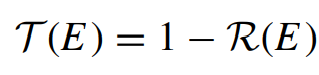 𝒯(E) = 1 − ℛ(E)